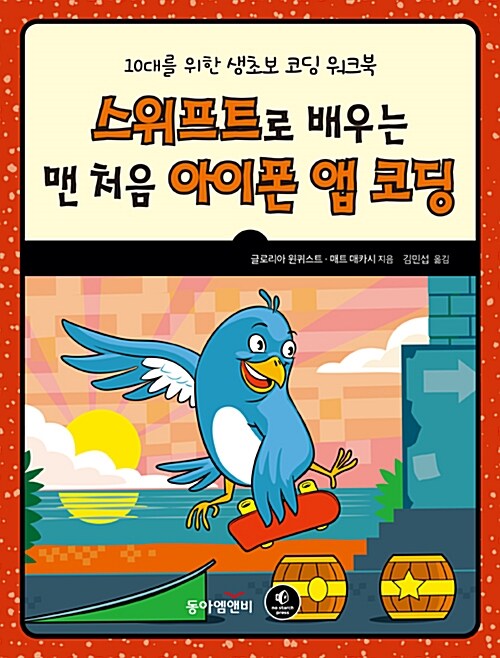 10대를 위한 생초보 코딩 워크북
스위프트로 배우는
맨 처음 아이폰 앱 코딩
글로리아 윈퀴스트 · 매트 매카시 지음 김민섭 옮김
동아엠앤비
no starch
press